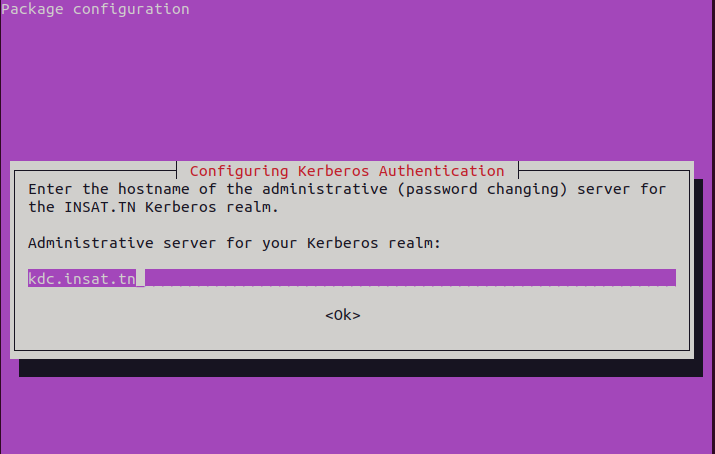 Package configuration
Configuring Kerberos Authentication
Enter the hostname of the administrative (password changing) server for
the INSAT.TN Kerberos realm.
Administrative server for your Kerberos realm:
kdc.insat.tn
<Ok>